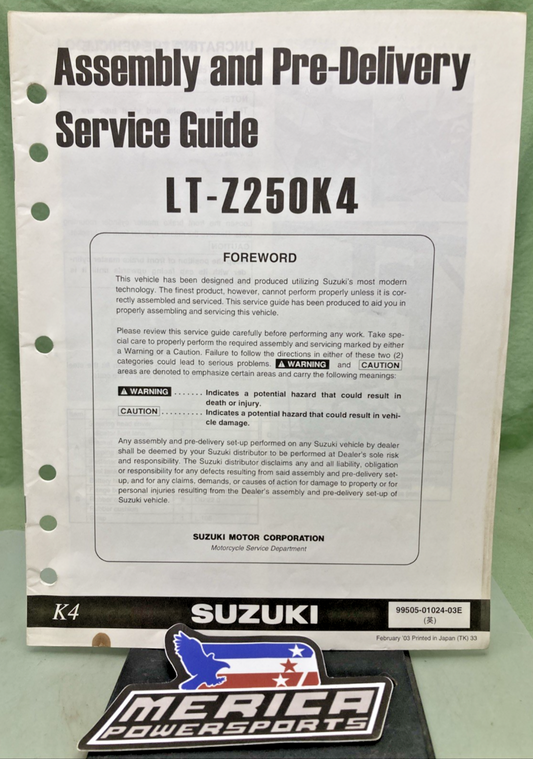 Assembly and Pre-Delivery
Service Guide
LT-Z250K4
FOREWORD
This vehicle has been designed and produced utilizing Suzuki's most modern
technology. The finest product, however, cannot perform properly unless it is cor-
rectly assembled and serviced. This service guide has been produced to aid you in
properly assembling and servicing this vehicle.
Please review this service guide carefully before performing any work. Take spe-
cial care to properly perform the required assembly and servicing marked by either
a Warning or a Caution. Failure to follow the directions in either of these two (2)
categories could lead to serious problems. ⚠ WARNING and CAUTION
areas are denoted to emphasize certain areas and carry the following meanings:
⚠ WARNING ....... Indicates a potential hazard that could result in
death or injury.
CAUTION .......... Indicates a potential hazard that could result in vehi-
cle damage.
Any assembly and pre-delivery set-up performed on any Suzuki vehicle by dealer
shall be deemed by your Suzuki distributor to be performed at Dealer's sole risk
and responsibility. The Suzuki distributor disclaims any and all liability, obligation
or responsibility for any defects resulting from said assembly and pre-delivery set-
up, and for any claims, demands, or causes of action for damage to property or for
personal injuries resulting from the Dealer's assembly and pre-delivery set-up of
Suzuki vehicle.
SUZUKI MOTOR CORPORATION
Motorcycle Service Department
K4 SUZUKI 99505-01024-03E
(英)
February '03 Printed in Japan (TK) 33
MERICA
POWERSPORTS